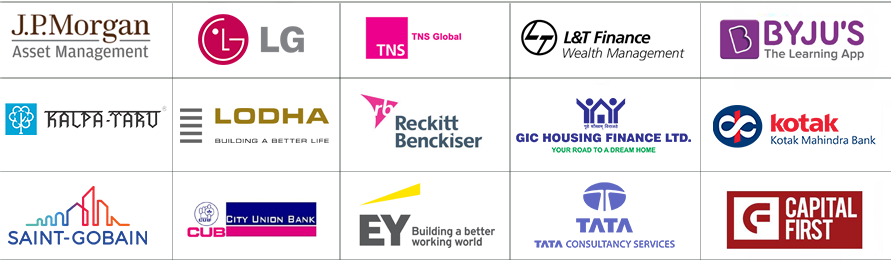 J.P.Morgan
Asset Management
LG
TNS
TNS Global
L&T Finance
Wealth Management
B
BYJU'S
The Learning App
KALPA-TARU
LODHA
BUILDING A BETTER LIFE
rb
Reckitt
Benckiser
GIC HOUSING FINANCE LTD.
YOUR ROAD TO A DREAM HOME
kotak
Kotak Mahindra Bank
SAINT-GOBAIN
CUB
CITY UNION BANK
EY
Building a better
working world
TATA
TATA CONSULTANCY SERVICES
CF
CAPITAL
FIRST